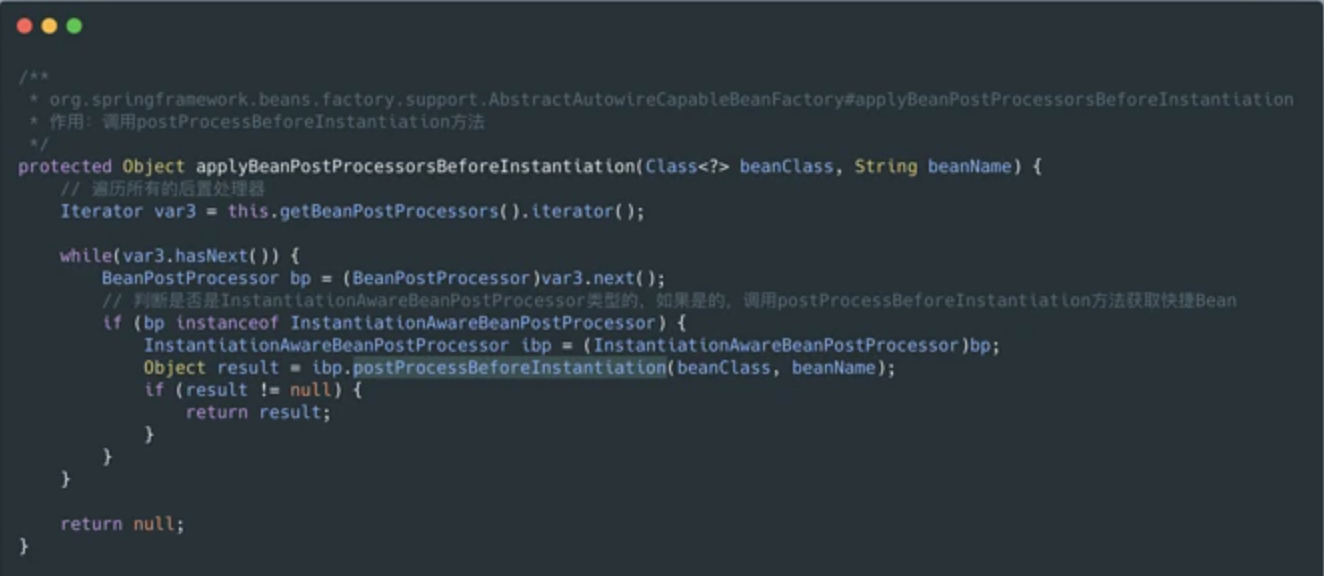 /**
 * org.springframework.beans.factory.support.AbstractAutowireCapableBeanFactory#applyBeanPostProcessorsBeforeInstantiation
 * 作用：调用postProcessBeforeInstantiation方法
 */
protected Object applyBeanPostProcessorsBeforeInstantiation(Class<?> beanClass, String beanName) {
    // 遍历所有的后置处理器
    Iterator var3 = this.getBeanPostProcessors().iterator();

    while(var3.hasNext()) {
        BeanPostProcessor bp = (BeanPostProcessor)var3.next();
        // 判断是否是InstantiationAwareBeanPostProcessor类型的，如果是的，调用postProcessBeforeInstantiation方法获取快捷Bean
        if (bp instanceof InstantiationAwareBeanPostProcessor) {
            InstantiationAwareBeanPostProcessor ibp = (InstantiationAwareBeanPostProcessor)bp;
            Object result = ibp.postProcessBeforeInstantiation(beanClass, beanName);
            if (result != null) {
                return result;
            }
        }
    }

    return null;
}